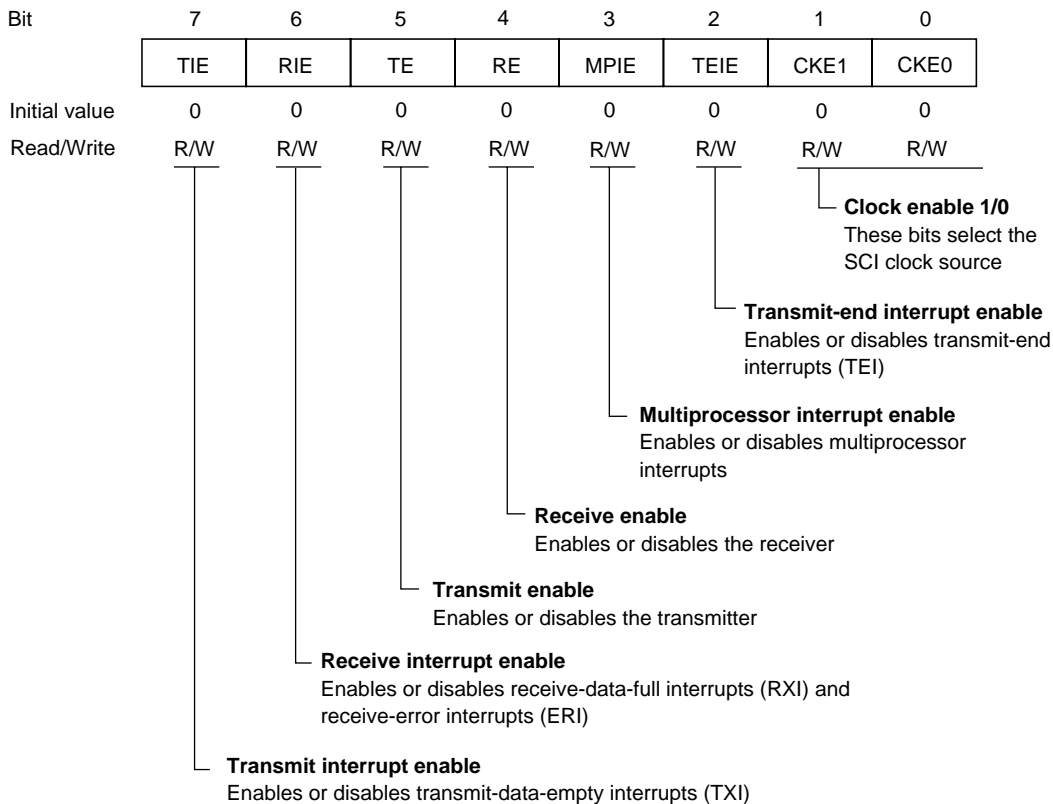 Bit 7 6 5 4 3 2 1 0
TIE RIE TE RE MPIE TEIE CKE1 CKE0
Initial value 0 0 0 0 0 0 0 0
Read/Write R/W R/W R/W R/W R/W R/W R/W R/W
Clock enable 1/0
These bits select the
SCI clock source
Transmit-end interrupt enable
Enables or disables transmit-end
interrupts (TEI)
Multiprocessor interrupt enable
Enables or disables multiprocessor
interrupts
Receive enable
Enables or disables the receiver
Transmit enable
Enables or disables the transmitter
Receive interrupt enable
Enables or disables receive-data-full interrupts (RXI) and
receive-error interrupts (ERI)
Transmit interrupt enable
Enables or disables transmit-data-empty interrupts (TXI)